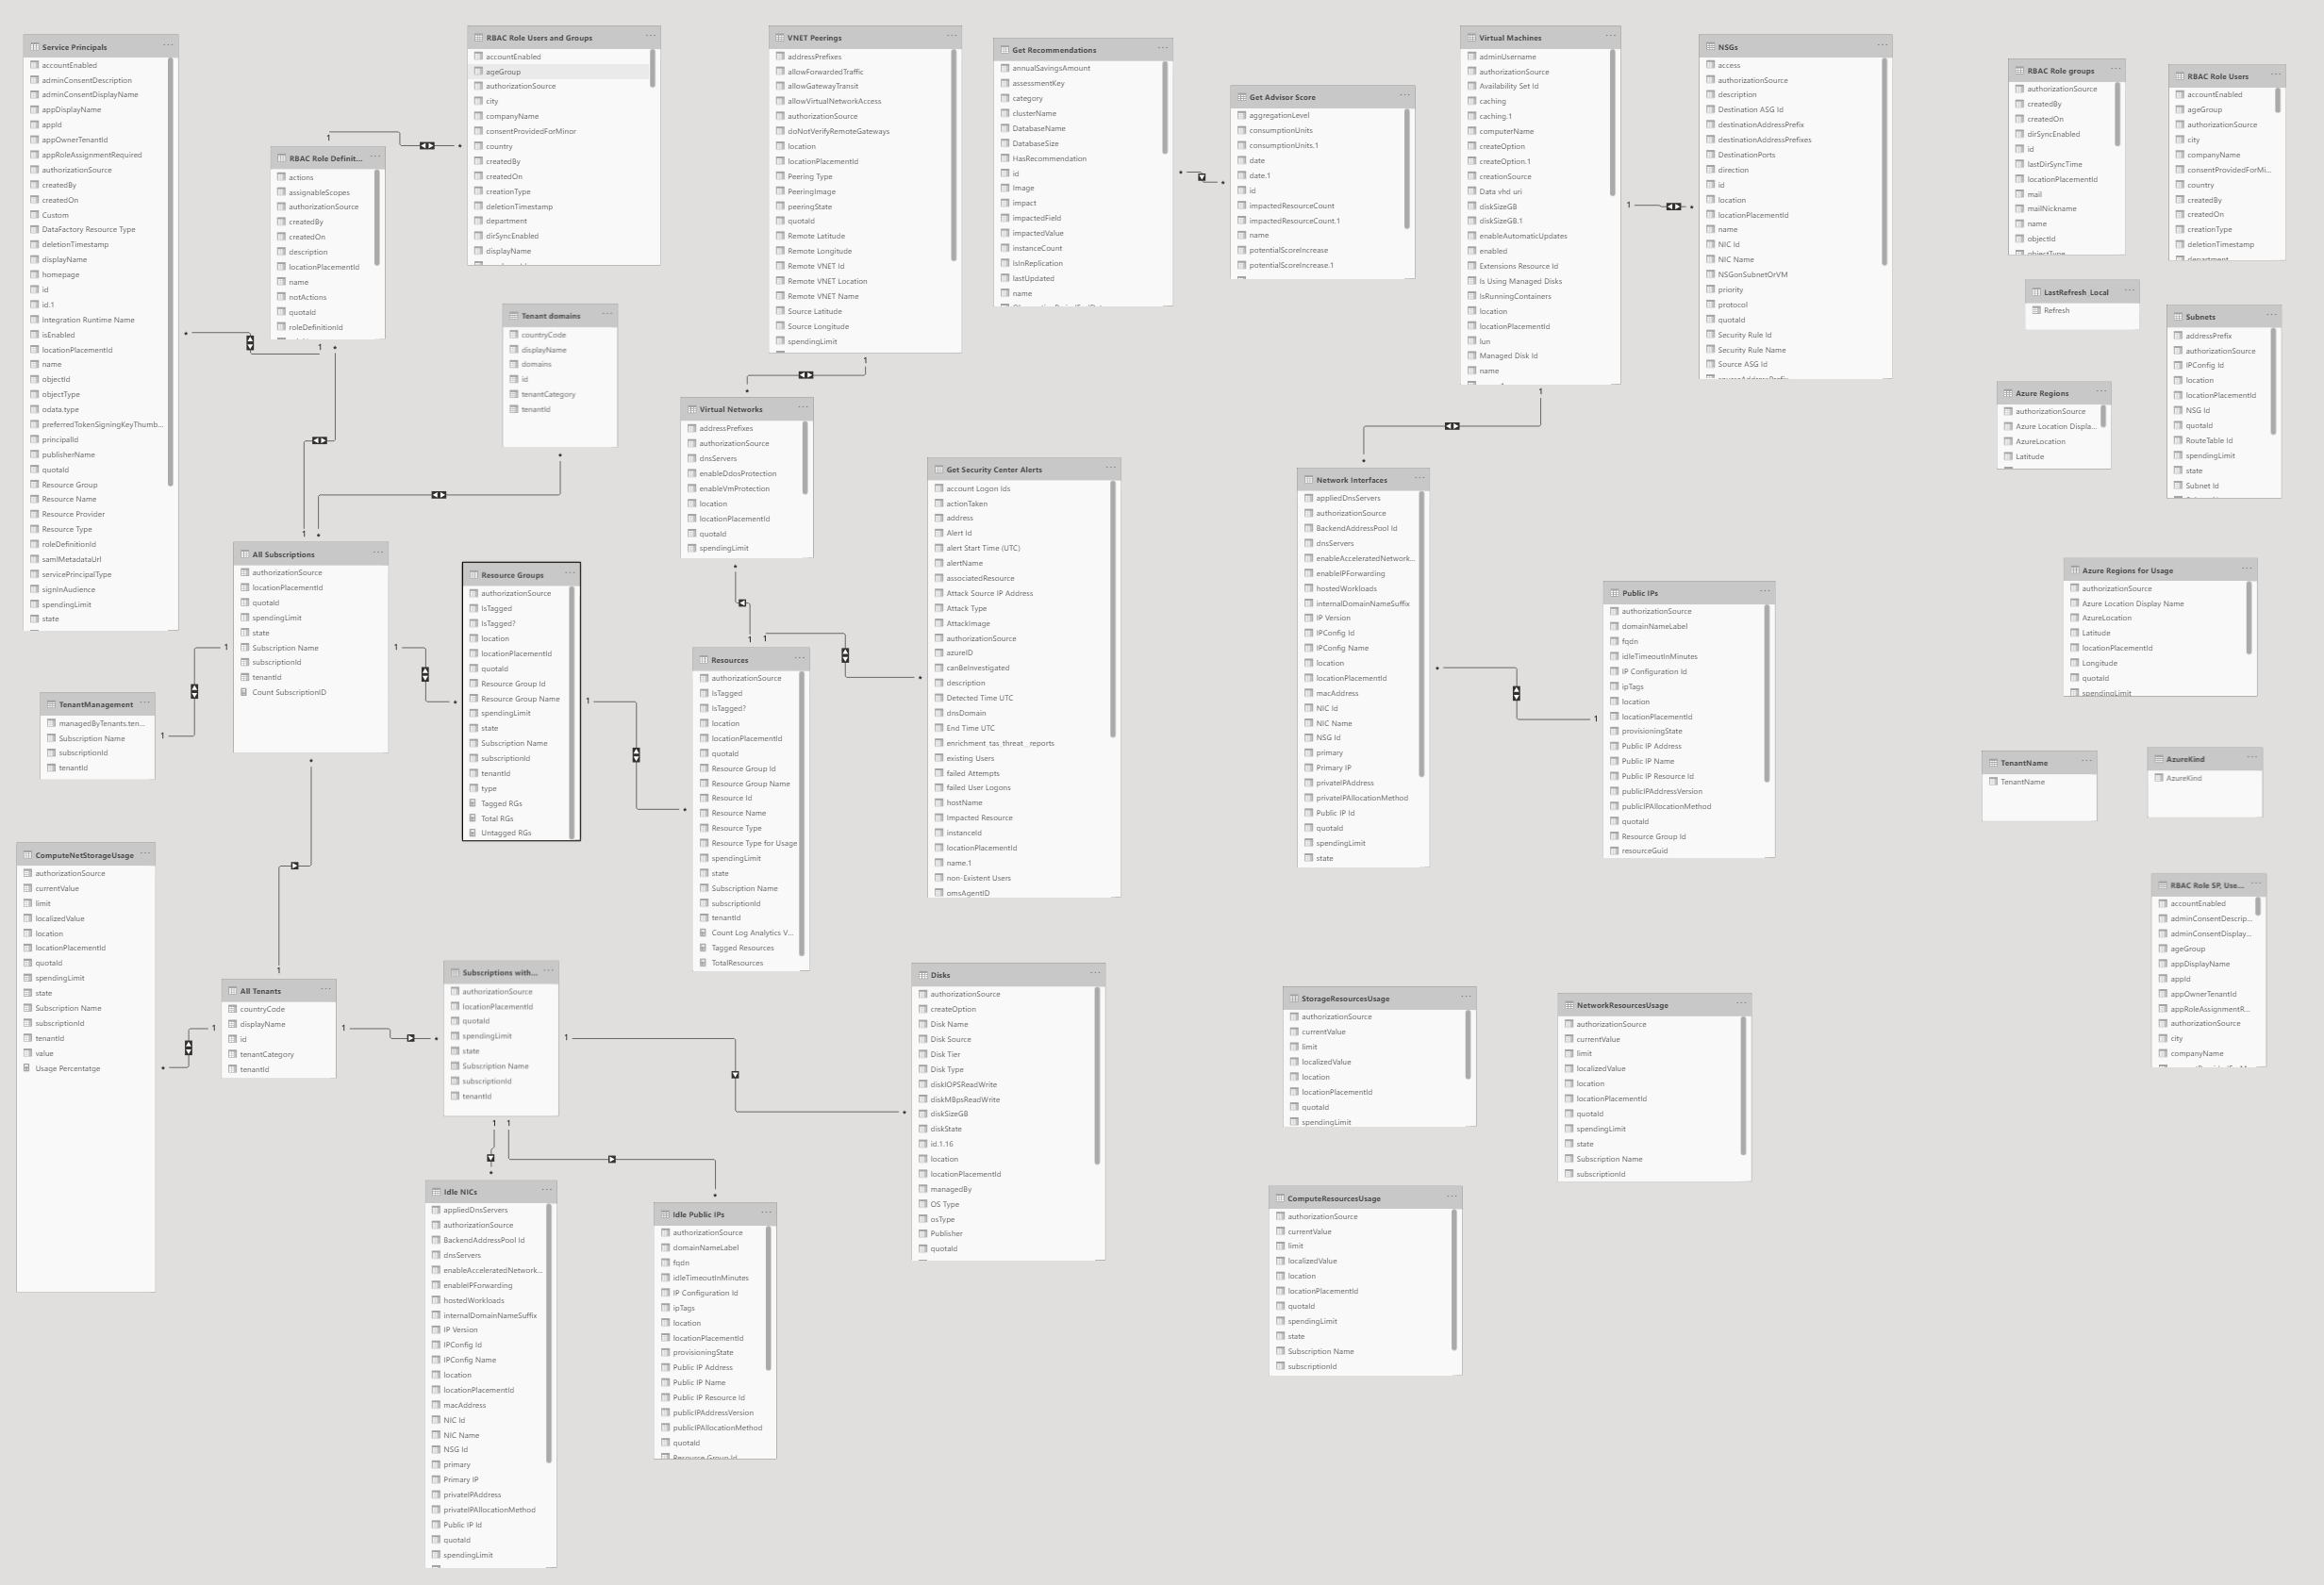 Service Principals
accountEnabled
adminConsentDescription
adminConsentDisplayName
appDisplayName
appId
appOwnerTenantId
appRoleAssignmentRequired
authorizationSource
createdBy
createdOn
Custom
DataFactory Resource Type
deletionTimestamp
displayName
homepage
id
id.1
Integration Runtime Name
isEnabled
locationPlacementId
name
objectId
objectType
odata.type
preferredTokenSigningKeyThumb...
principalId
publisherName
quotaId
Resource Group
Resource Name
Resource Provider
Resource Type
roleDefinitionId
samlMetadataUrl
servicePrincipalType
signInAudience
spendingLimit
state
RBAC Role Definit...
actions
assignableScopes
authorizationSource
createdBy
createdOn
description
locationPlacementId
name
notActions
quotaId
roleDefinitionId
RBAC Role Users and Groups
accountEnabled
ageGroup
authorizationSource
city
companyName
consentProvidedForMinor
country
createdBy
createdOn
creationType
deletionTimestamp
department
dirSyncEnabled
displayName
Tenant domains
countryCode
displayName
domains
id
tenantCategory
tenantId
VNET Peerings
addressPrefixes
allowForwardedTraffic
allowGatewayTransit
allowVirtualNetworkAccess
authorizationSource
doNotVerifyRemoteGateways
location
locationPlacementId
Peering Type
PeeringImage
peeringState
quotaId
Remote Latitude
Remote Longitude
Remote VNET Id
Remote VNET Location
Remote VNET Name
Source Latitude
Source Longitude
spendingLimit
Get Recommendations
annualSavingsAmount
assessmentKey
category
clusterName
DatabaseName
DatabaseSize
HasRecommendation
id
Image
impact
impactedField
impactedValue
instanceCount
IsInReplication
lastUpdated
name
Get Advisor Score
aggregationLevel
consumptionUnits
consumptionUnits.1
date
date.1
id
impactedResourceCount
impactedResourceCount.1
name
potentialScoreIncrease
potentialScoreIncrease.1
Virtual Machines
adminUsername
authorizationSource
Availability Set Id
caching
caching.1
computerName
createOption
createOption.1
creationSource
Data vhd uri
diskSizeGB
diskSizeGB.1
enableAutomaticUpdates
enabled
Extensions Resource Id
Is Using Managed Disks
IsRunningContainers
location
locationPlacementId
lun
Managed Disk Id
name
NSGs
access
authorizationSource
description
Destination ASG Id
destinationAddressPrefix
destinationAddressPrefixes
DestinationPorts
direction
id
location
locationPlacementId
name
NIC Id
NIC Name
NSGonSubnetOrVM
priority
protocol
quotaId
Security Rule Id
Security Rule Name
Source ASG Id
sourceAddressPrefix
RBAC Role groups
authorizationSource
createdBy
createdOn
dirSyncEnabled
id
lastDirSyncTime
locationPlacementId
mail
mailNickname
name
objectId
objectType
RBAC Role Users
accountEnabled
ageGroup
authorizationSource
city
companyName
consentProvidedForMi...
country
createdBy
createdOn
creationType
deletionTimestamp
department
LastRefresh_Local
Refresh
Subnets
addressPrefix
authorizationSource
IPConfig Id
location
locationPlacementId
NSG Id
quotaId
RouteTable Id
spendingLimit
state
Subnet Id
Azure Regions
authorizationSource
Azure Location Displa...
AzureLocation
Latitude
Virtual Networks
addressPrefixes
authorizationSource
dnsServers
enableDdosProtection
enableVmProtection
location
locationPlacementId
quotaId
spendingLimit
Get Security Center Alerts
account Logon Ids
actionTaken
address
Alert Id
alert Start Time (UTC)
alertName
associatedResource
Attack Source IP Address
Attack Type
AttackImage
authorizationSource
azureID
canBeInvestigated
description
Detected Time UTC
dnsDomain
End Time UTC
enrichment_tas_threat__reports
existing Users
failed Attempts
failed User Logons
hostName
Impacted Resource
instanceId
locationPlacementId
name.1
non-Existent Users
omsAgentID
Network Interfaces
appliedDnsServers
authorizationSource
BackendAddressPool Id
dnsServers
enableAcceleratedNetwork...
enableIPForwarding
hostedWorkloads
internalDomainNameSuffix
IP Version
IPConfig Id
IPConfig Name
location
locationPlacementId
macAddress
NIC Id
NIC Name
NSG Id
primary
Primary IP
privateIPAddress
privateIPAllocationMethod
Public IP Id
quotaId
spendingLimit
state
Public IPs
authorizationSource
domainNameLabel
fqdn
idleTimeoutInMinutes
IP Configuration Id
ipTags
location
locationPlacementId
provisioningState
Public IP Address
Public IP Name
Public IP Resource Id
publicIPAddressVersion
publicIPAllocationMethod
quotaId
Resource Group Id
resourceGuid
Azure Regions for Usage
authorizationSource
Azure Location Display Name
AzureLocation
Latitude
locationPlacementId
Longitude
quotaId
spendingLimit
All Subscriptions
authorizationSource
locationPlacementId
quotaId
spendingLimit
state
Subscription Name
subscriptionId
tenantId
Count SubscriptionID
Resource Groups
authorizationSource
IsTagged
IsTagged?
location
locationPlacementId
quotaId
Resource Group Id
Resource Group Name
spendingLimit
state
Subscription Name
subscriptionId
tenantId
type
Tagged RGs
Total RGs
Untagged RGs
Resources
authorizationSource
IsTagged
IsTagged?
location
locationPlacementId
quotaId
Resource Group Id
Resource Group Name
Resource Id
Resource Name
Resource Type
Resource Type for Usage
spendingLimit
state
Subscription Name
subscriptionId
tenantId
Count Log Analytics V...
Tagged Resources
TotalResources
TenantManagement
managedByTenants.ten...
Subscription Name
subscriptionId
tenantId
TenantName
TenantName
AzureKind
AzureKind
ComputeNetStorageUsage
authorizationSource
currentValue
limit
localizedValue
location
locationPlacementId
quotaId
spendingLimit
state
Subscription Name
subscriptionId
tenantId
value
Usage Percentatge
All Tenants
countryCode
displayName
id
tenantCategory
tenantId
Subscriptions with...
authorizationSource
locationPlacementId
quotaId
spendingLimit
state
Subscription Name
subscriptionId
tenantId
Disks
authorizationSource
createOption
Disk Name
Disk Source
Disk Tier
Disk Type
diskIOPSReadWrite
diskMBpsReadWrite
diskSizeGB
diskState
id.1.16
location
locationPlacementId
managedBy
OS Type
osType
Publisher
quotaId
StorageResourcesUsage
authorizationSource
currentValue
limit
localizedValue
location
locationPlacementId
quotaId
spendingLimit
NetworkResourcesUsage
authorizationSource
currentValue
limit
localizedValue
location
locationPlacementId
quotaId
spendingLimit
state
Subscription Name
subscriptionId
RBAC Role SP, Use...
accountEnabled
adminConsentDescrip...
adminConsentDisplay...
ageGroup
appDisplayName
appId
appOwnerTenantId
appRoleAssignmentR...
authorizationSource
city
companyName
Idle NICs
appliedDnsServers
authorizationSource
BackendAddressPool Id
dnsServers
enableAcceleratedNetwork...
enableIPForwarding
hostedWorkloads
internalDomainNameSuffix
IP Version
IPConfig Id
IPConfig Name
location
locationPlacementId
macAddress
NIC Id
NIC Name
NSG Id
primary
Primary IP
privateIPAddress
privateIPAllocationMethod
Public IP Id
quotaId
spendingLimit
Idle Public IPs
authorizationSource
domainNameLabel
fqdn
idleTimeoutInMinutes
IP Configuration Id
ipTags
location
locationPlacementId
provisioningState
Public IP Address
Public IP Name
Public IP Resource Id
publicIPAddressVersion
publicIPAllocationMethod
quotaId
Resource Group Id
ComputeResourcesUsage
authorizationSource
currentValue
limit
localizedValue
location
locationPlacementId
quotaId
spendingLimit
state
Subscription Name
subscriptionId